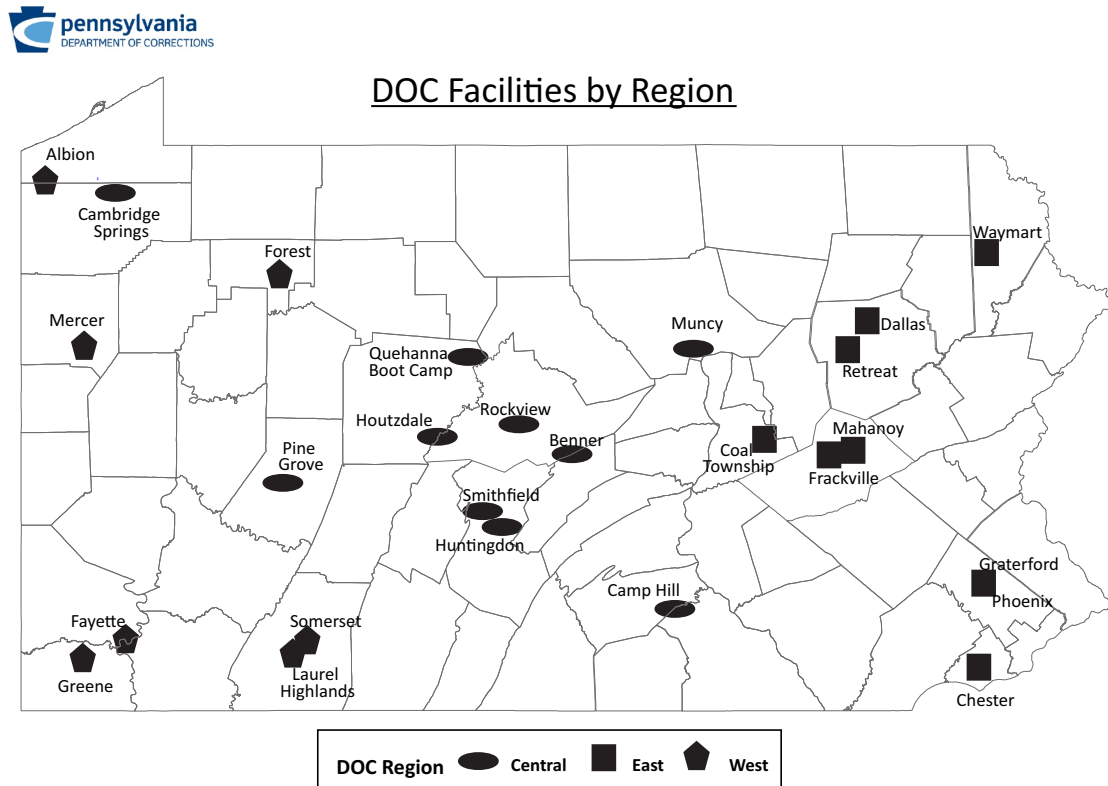 pennsylvania
DEPARTMENT OF CORRECTIONS
DOC Facilities by Region
Albion
Cambridge
Springs
Waymart
Forest
Mercer
Muncy
Dallas
Quehanna
Boot Camp
Retreat
Houtzdale
Rockview
Benner
Mahanoy
Coal
Township
Frackville
Pine
Grove
Smithfield
Huntingdon
Graterford
Phoenix
Camp Hill
Fayette
Somerset
Greene
Laurel
Highlands
Chester
DOC Region
Central
East
West